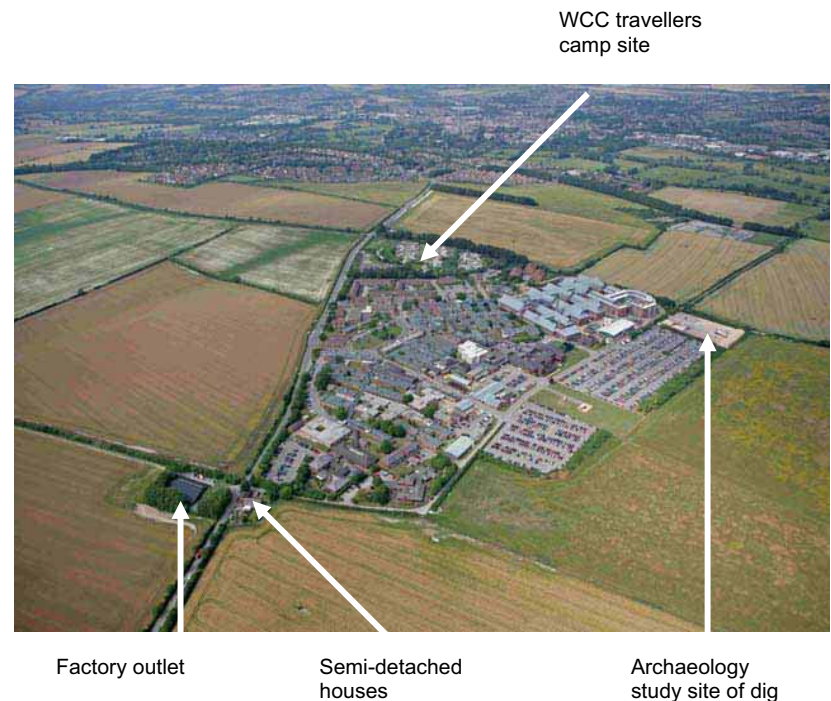 WCC travellers
camp site
Factory outlet
Semi-detached
houses
Archaeology
study site of dig